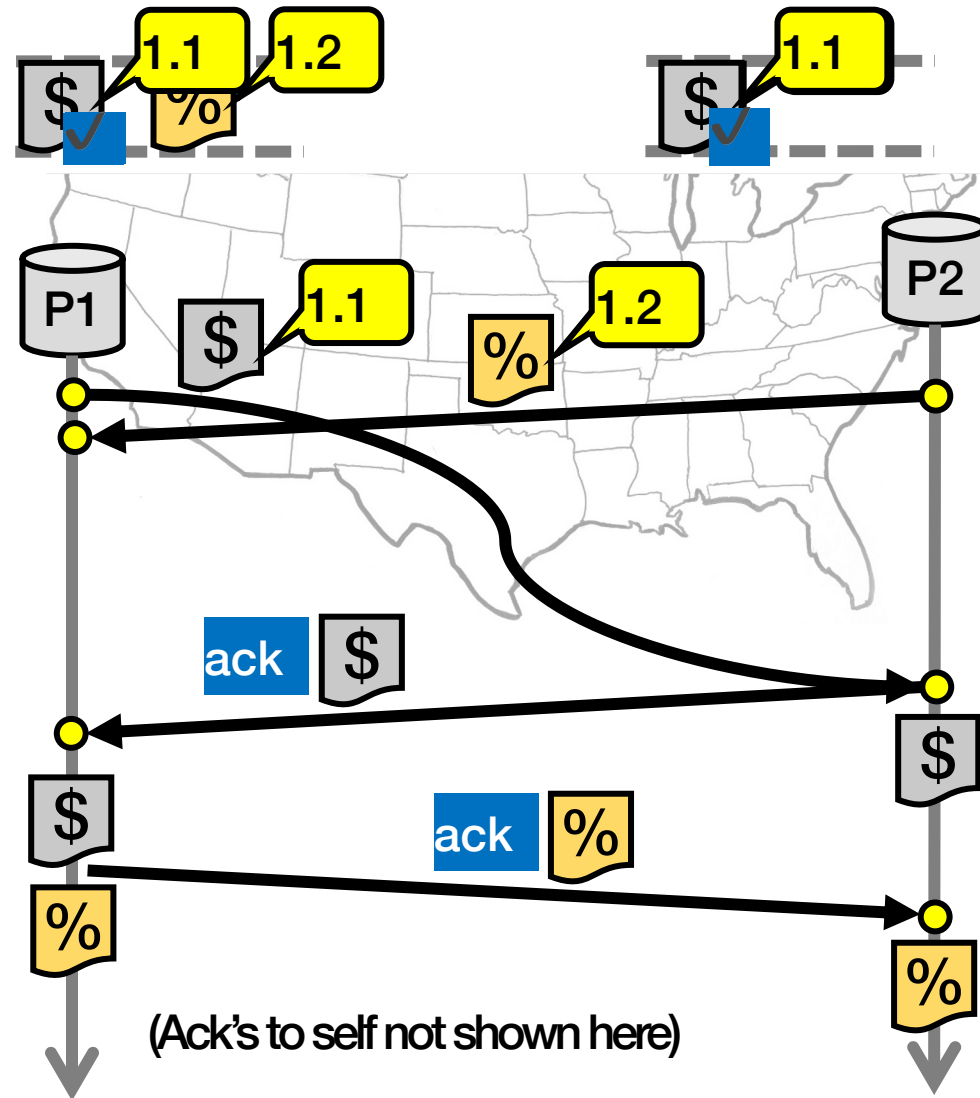 1.1 1.2 1.1
$ % $
P1 P2
$ 1.1 % 1.2
ack $
$
$
ack %
%
%
(Ack's to self not shown here)